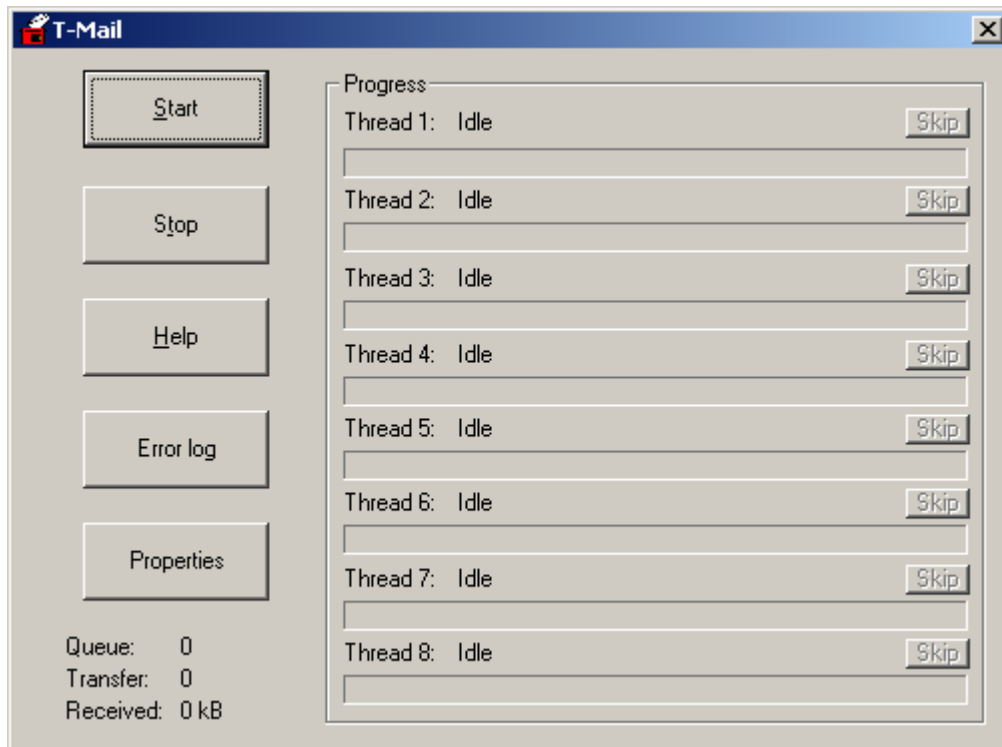 T-Mail
Start
Stop
Help
Error log
Properties
Queue: 0
Transfer: 0
Received: 0 kB
Progress
Thread 1: Idle Skip
Thread 2: Idle Skip
Thread 3: Idle Skip
Thread 4: Idle Skip
Thread 5: Idle Skip
Thread 6: Idle Skip
Thread 7: Idle Skip
Thread 8: Idle Skip